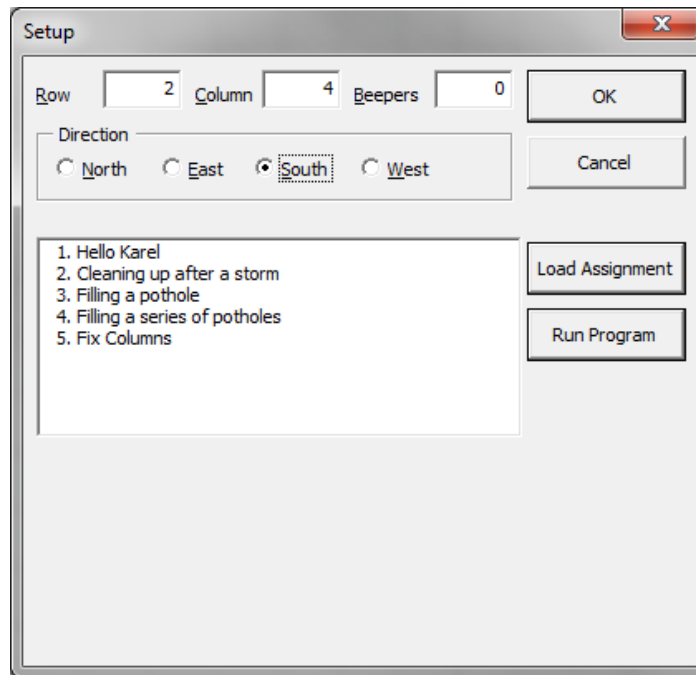 Setup
Row 2 Column 4 Beepers 0 OK
Direction
North East South West Cancel
1. Hello Karel
2. Cleaning up after a storm
3. Filling a pothole
4. Filling a series of potholes
5. Fix Columns
Load Assignment
Run Program